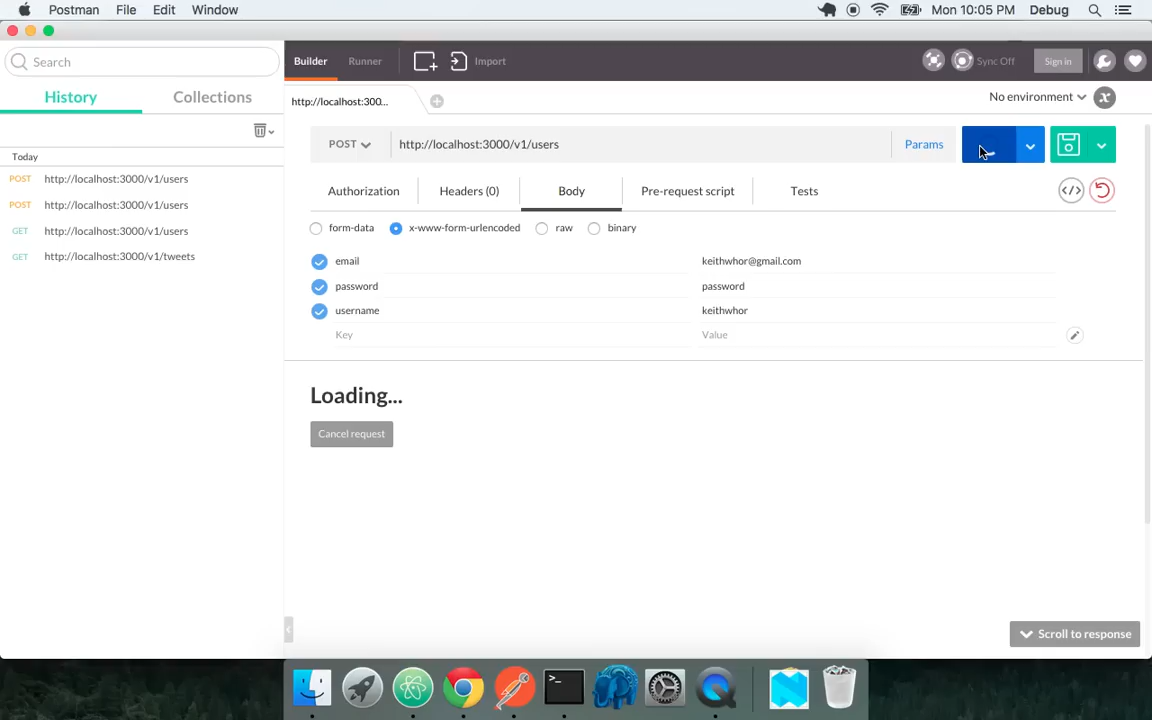 Postman File Edit Window Mon 10:05 PM Debug
Search
Builder Runner Import Sync Off Sign in
History Collections
http://localhost:300...
No environment
POST http://localhost:3000/v1/users Params
Today
POST http://localhost:3000/v1/users
POST http://localhost:3000/v1/users
GET http://localhost:3000/v1/users
GET http://localhost:3000/v1/tweets
Authorization Headers (0) Body Pre-request script Tests
form-data x-www-form-urlencoded raw binary
email keithwhor@gmail.com
password password
username keithwhor
Key Value
Loading...
Cancel request
Scroll to response